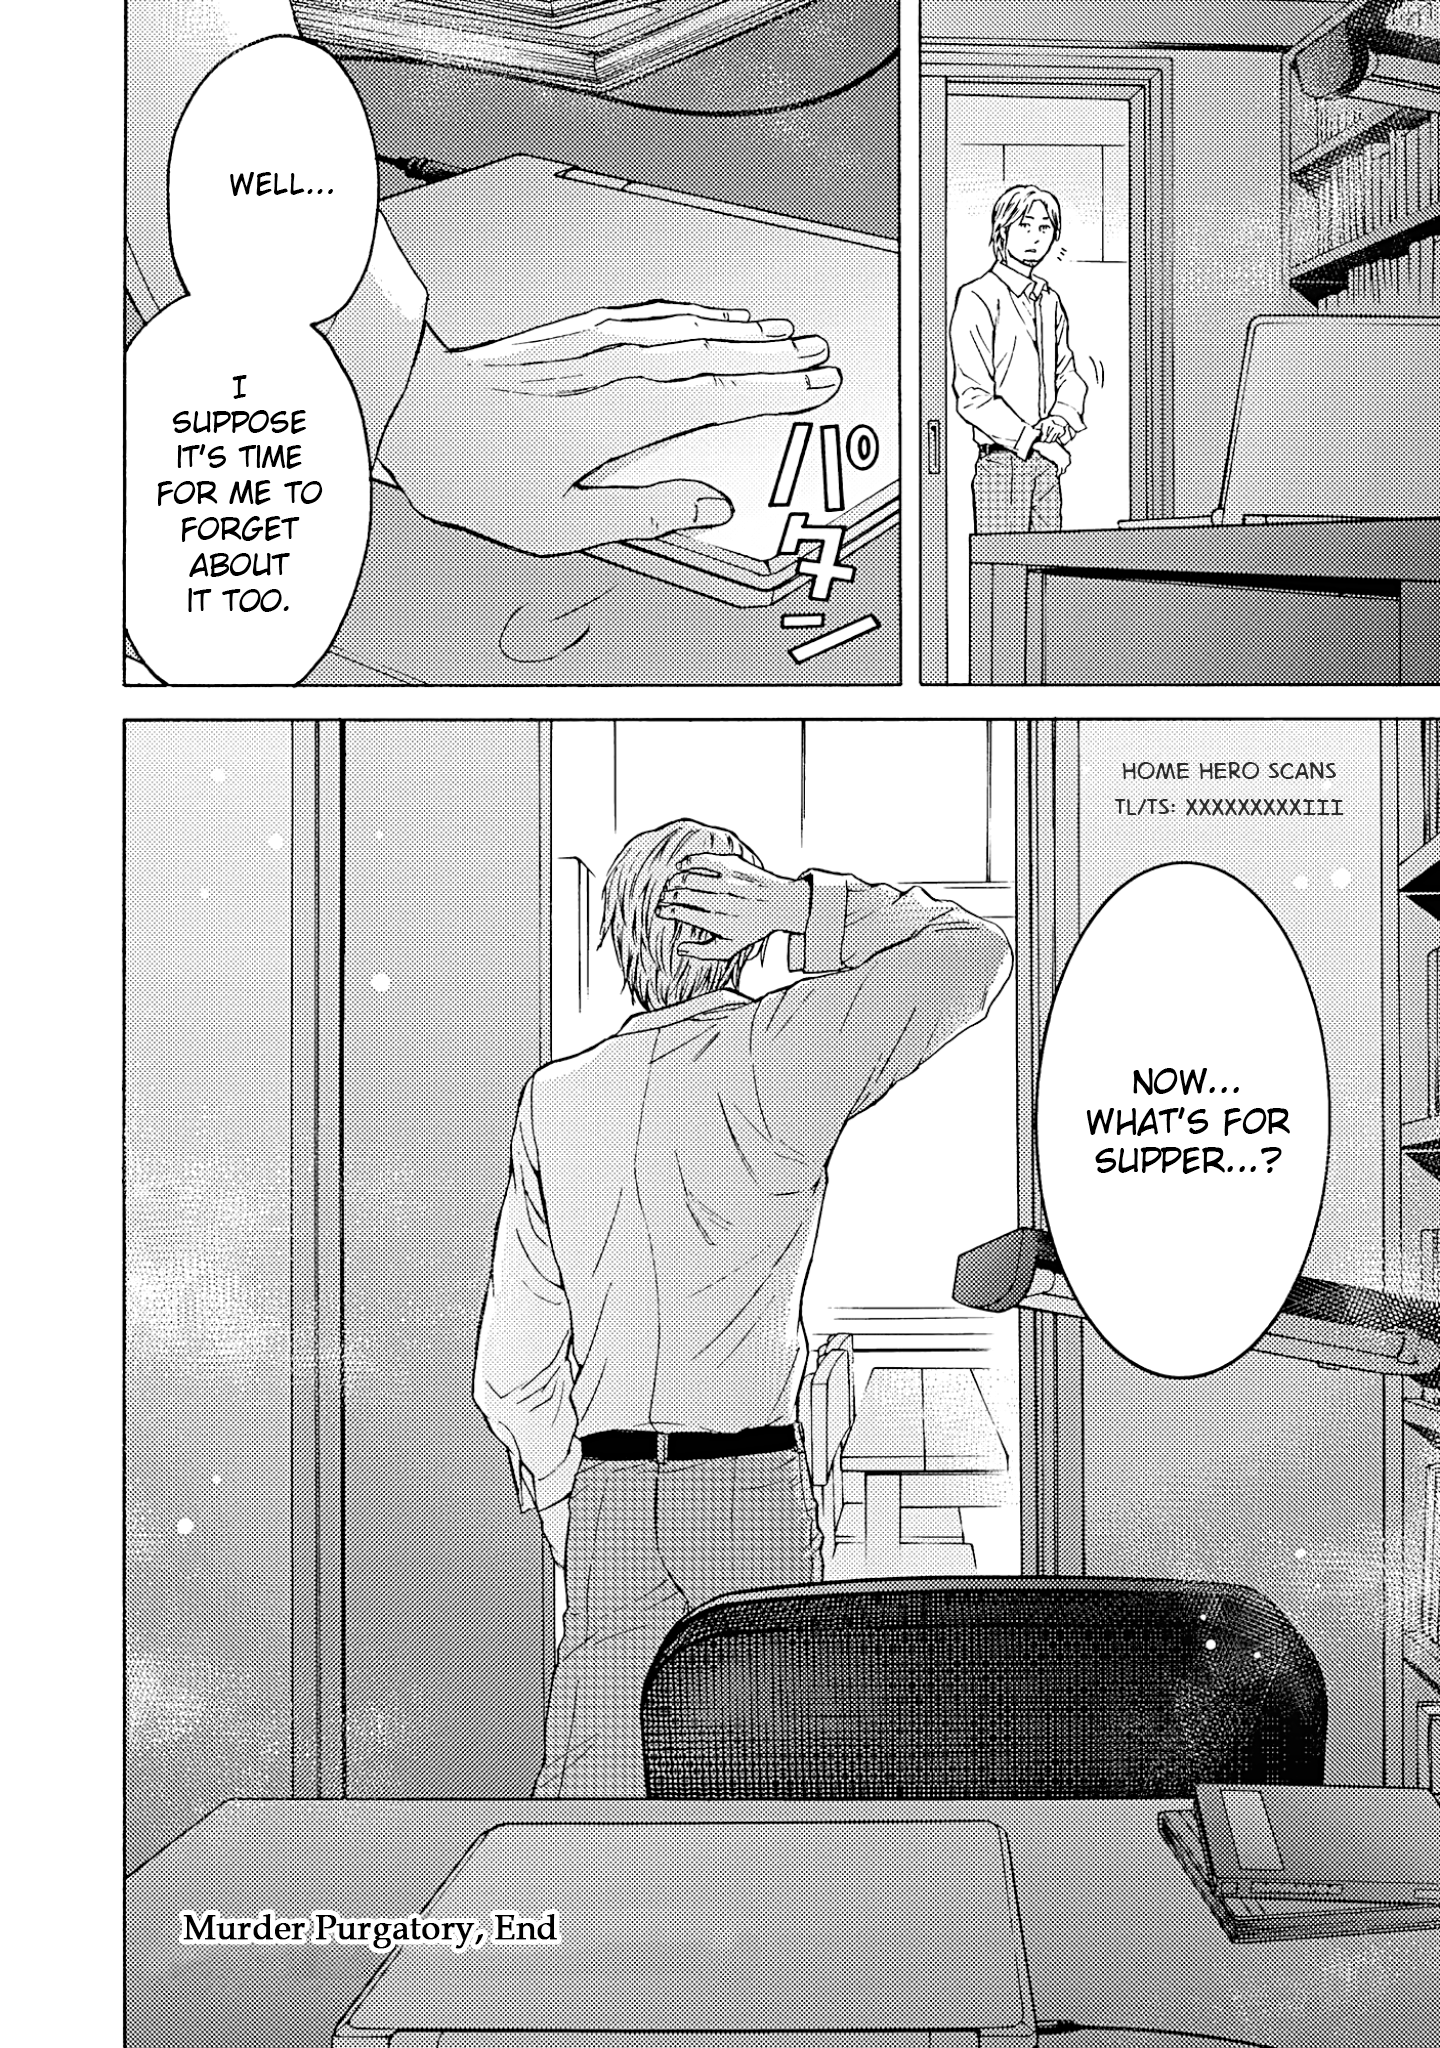 WELL...
I
SUPPOSE
IT'S TIME
FOR ME TO
FORGET
ABOUT
IT TOO.
パタン
HOME HERO SCANS
TL/TS: XXXXXXXXXIII
NOW...
WHAT'S FOR
SUPPER...?
Murder Purgatory, End